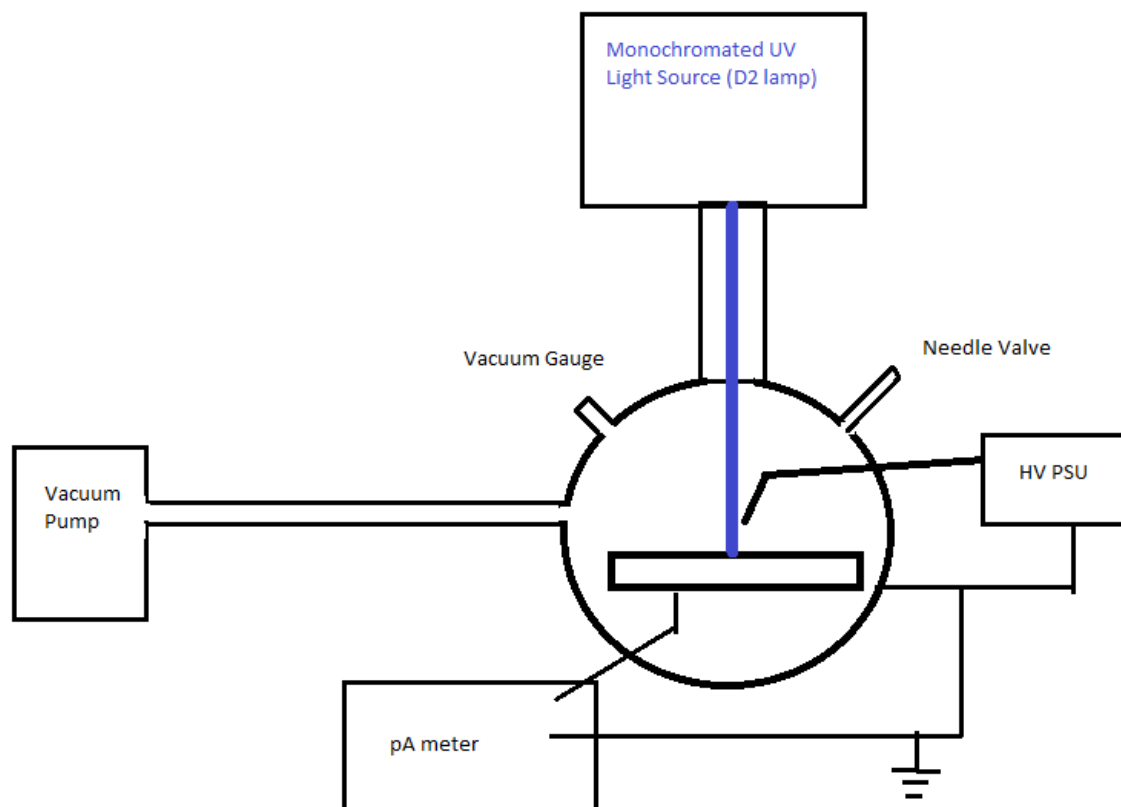 Monochromated UV
Light Source (D2 lamp)
Vacuum Gauge
Needle Valve
Vacuum
Pump
HV PSU
pA meter